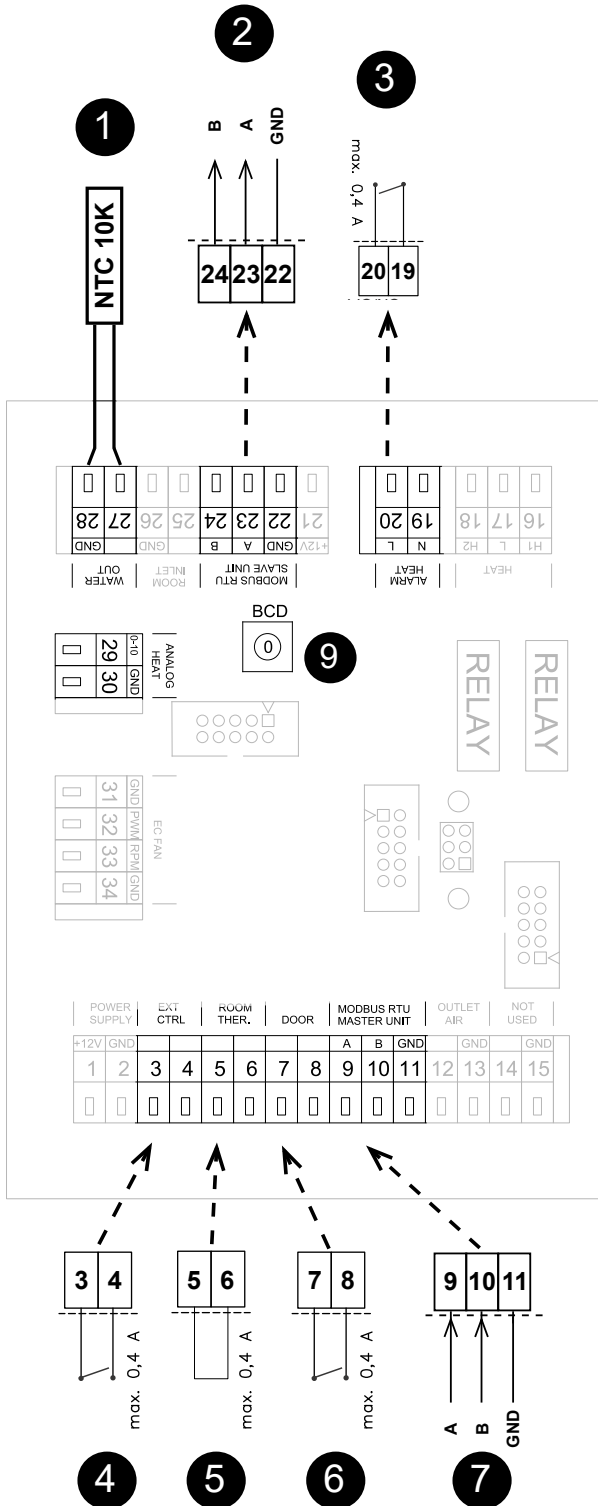 2
3
1
B
A
GND
max. 0,4 A
NTC 10K
24 23 22
20 19
28 27 26 25 24 23 22 21
20 19 18 17 16
GND GND B A GND +12V
L N H2 L H1
WATER
OUT
ROOM
INLET
MODBUS RTU
SLAVE UNIT
ALARM
HEAT
HEAT
BCD
0
9
29 0-10
30 GND
ANALOG
HEAT
RELAY
RELAY
31 GND
32 PWM
33 RPM
34 GND
EC FAN
POWER
SUPPLY
EXT
CTRL
ROOM
THER.
DOOR
MODBUS RTU
MASTER UNIT
OUTLET
AIR
NOT
USED
+12V GND A B GND GND GND
1 2 3 4 5 6 7 8 9 10 11 12 13 14 15
3 4
5 6
7 8
9 10 11
max. 0,4 A
max. 0,4 A
max. 0,4 A
A
B
GND
4
5
6
7